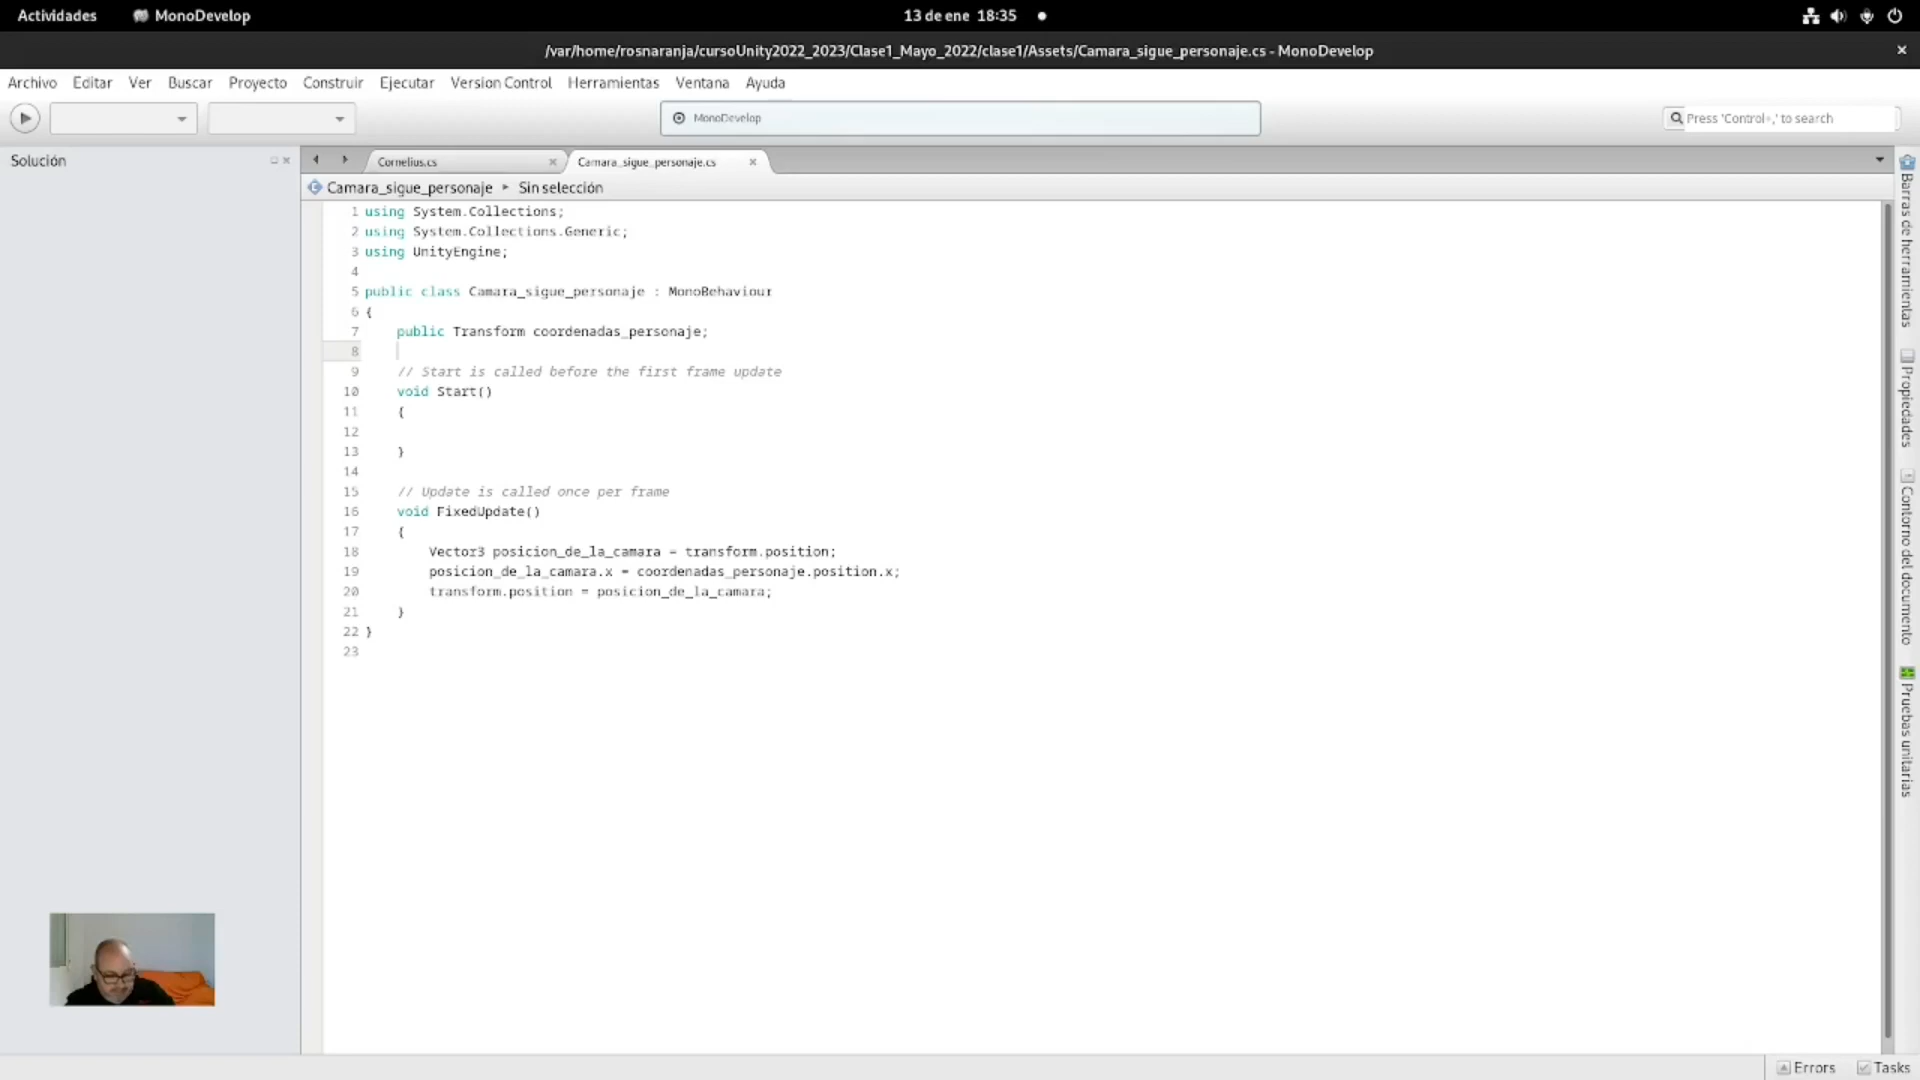 Actividades MonoDevelop 13 de ene 18:35
/var/home/rosnaranja/cursoUnity2022_2023/Clase1_Mayo_2022/clase1/Assets/Camara_sigue_personaje.cs - MonoDevelop
Archivo Editar Ver Buscar Proyecto Construir Ejecutar Version Control Herramientas Ventana Ayuda
MonoDevelop
Press 'Control+,' to search
Solución
Cornelius.cs Camara_sigue_personaje.cs
Camara_sigue_personaje Sin selección
1 using System.Collections;
2 using System.Collections.Generic;
3 using UnityEngine;
4
5 public class Camara_sigue_personaje : MonoBehaviour
6 {
7 public Transform coordenadas_personaje;
8
9 // Start is called before the first frame update
10 void Start()
11 {
12
13 }
14
15 // Update is called once per frame
16 void FixedUpdate()
17 {
18 Vector3 posicion_de_la_camara = transform.position;
19 posicion_de_la_camara.x = coordenadas_personaje.position.x;
20 transform.position = posicion_de_la_camara;
21 }
22 }
23
Barras de herramientas
Propiedades
Contorno del documento
Pruebas unitarias
Errors Tasks